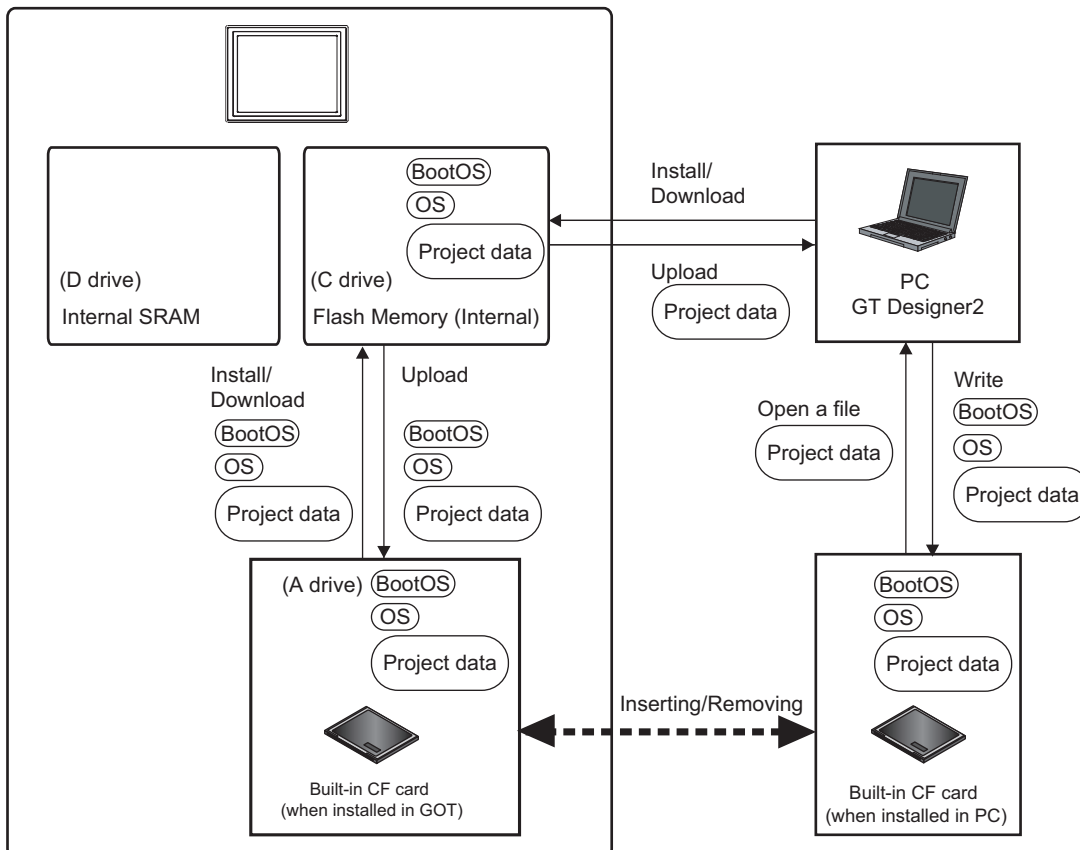 BootOS
OS
Project data
(D drive)
Internal SRAM
(C drive)
Flash Memory (Internal)
Install/
Download
Upload
Project data
PC
GT Designer2
Install/
Download
BootOS
OS
Project data
Upload
BootOS
OS
Project data
Open a file
Project data
Write
BootOS
OS
Project data
(A drive)
BootOS
OS
Project data
Built-in CF card
(when installed in GOT)
Inserting/Removing
BootOS
OS
Project data
Built-in CF card
(when installed in PC)